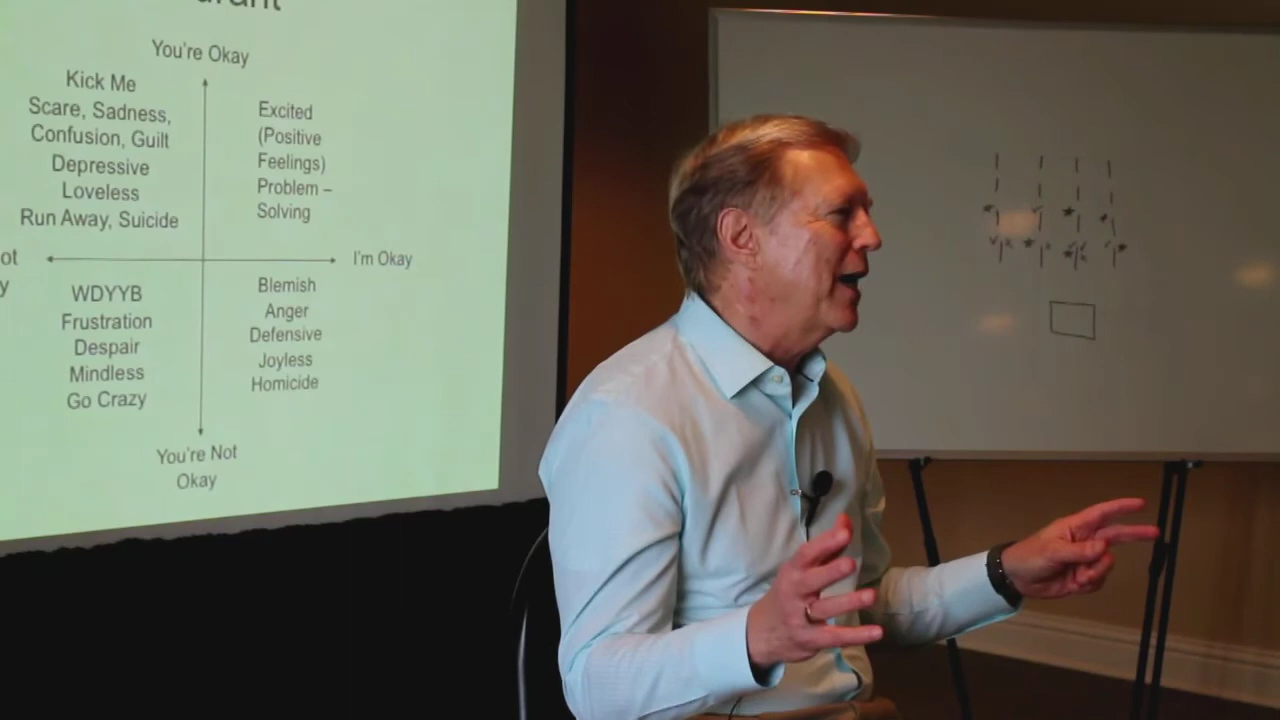 You're Okay
Kick Me
Scare, Sadness,
Confusion, Guilt
Depressive
Loveless
Run Away, Suicide
Excited
(Positive
Feelings)
Problem –
Solving
I'm Okay
WDYYB
Frustration
Despair
Mindless
Go Crazy
Blemish
Anger
Defensive
Joyless
Homicide
You're Not
Okay